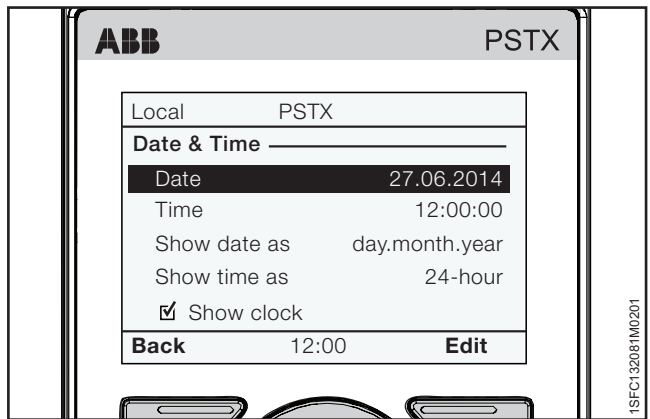 ABB PSTX
Local PSTX
Date & Time
Date 27.06.2014
Time 12:00:00
Show date as day.month.year
Show time as 24-hour
Show clock
Back 12:00 Edit
1SFC132081M0201